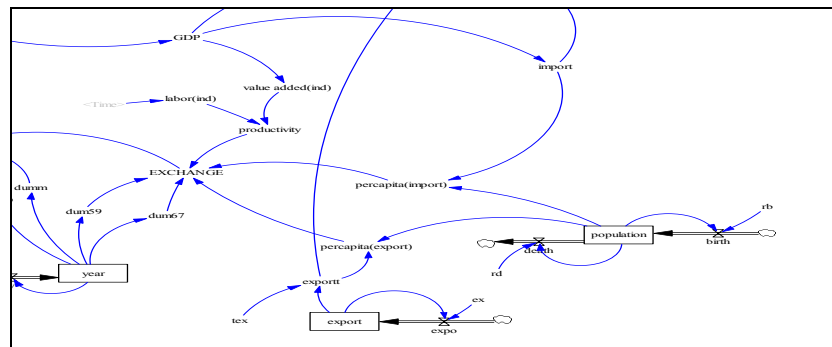 GDP
import
value added(ind)
<Time>
labor(ind)
productivity
EXCHANGE
percapita(import)
dumm
dum59
dum67
rb
population
birth
percapita(export)
death
year
rd
exportt
ex
tex
export
expo